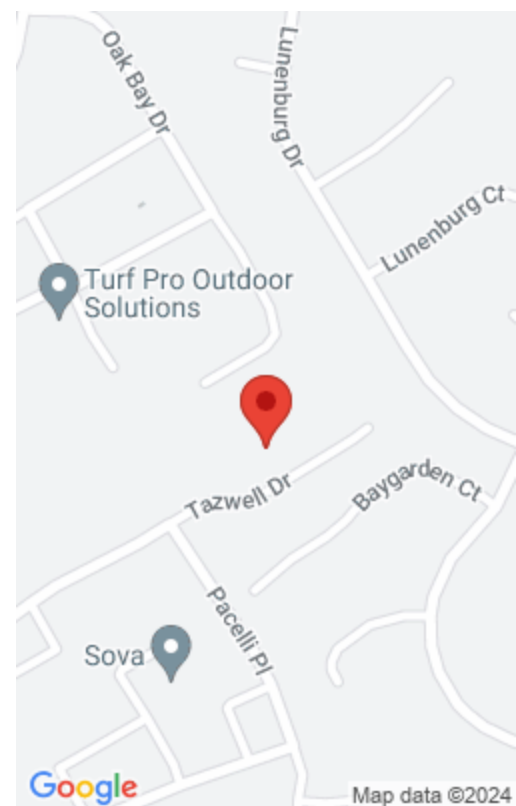 Oak Bay Dr
Lunenburg Dr
Lunenburg Ct
Turf Pro Outdoor
Solutions
Tazwell Dr
Baygarden Ct
Pacelli Pl
Sova
Google
Map data ©2024